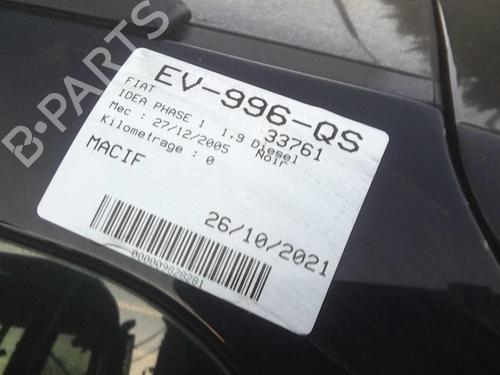 B-PARTS
EV-996-QS
FIAT 33761
IDEA PHASE 1 1.9 Diesel
Mec : 27/12/2005 Noir
Kilometrage : 0
MACIF
26/10/2021
000009828281